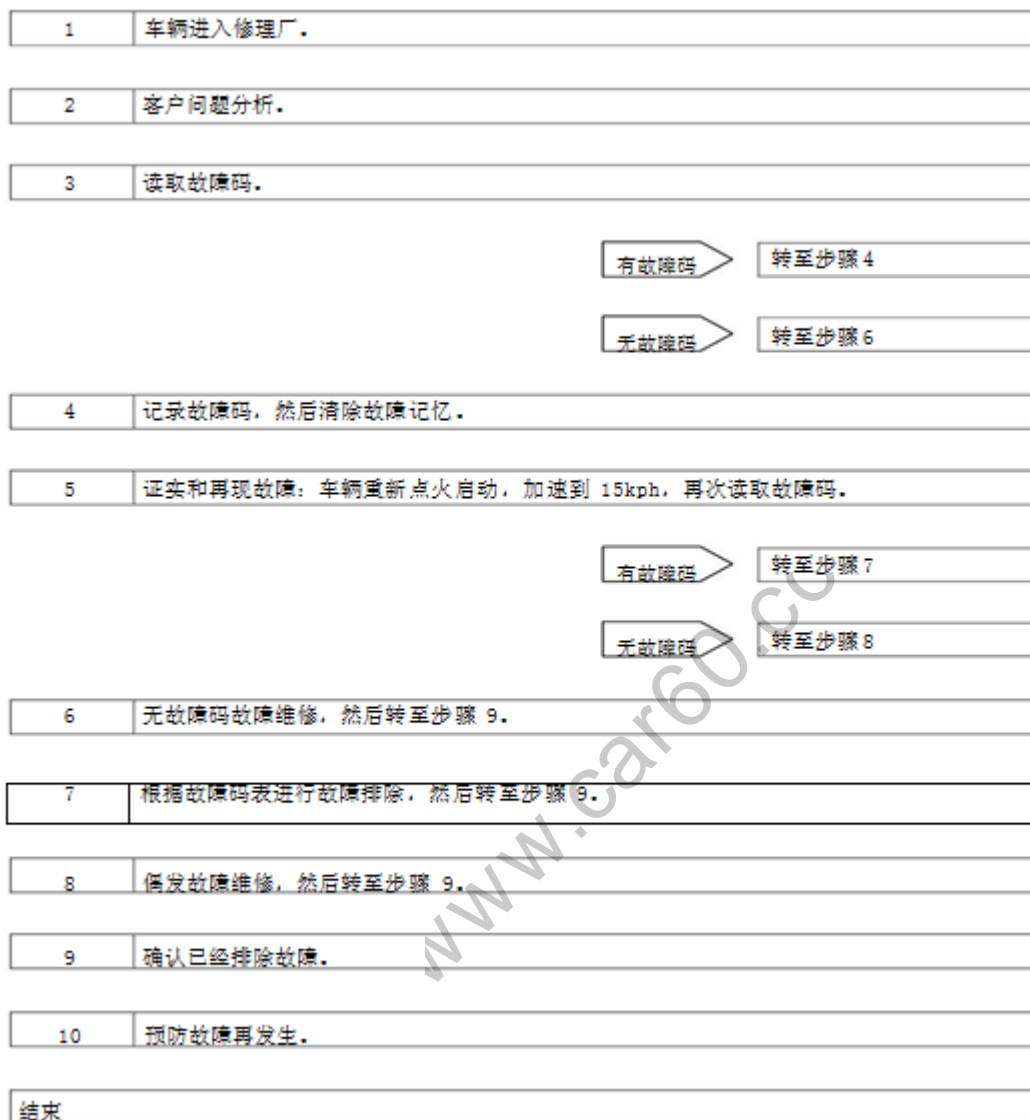 1 车辆进入修理厂.
2 客户问题分析.
3 读取故障码.
有故障码 转至步骤 4
无故障码 转至步骤 6
4 记录故障码,然后清除故障记忆.
5 证实和再现故障:车辆重新点火启动,加速到 15kph,再次读取故障码.
有故障码 转至步骤 7
无故障码 转至步骤 8
6 无故障码故障维修,然后转至步骤 9.
7 根据故障码表进行故障排除,然后转至步骤 9.
8 偶发故障维修,然后转至步骤 9.
9 确认已经排除故障.
10 预防故障再发生.
结束
www.car60.co